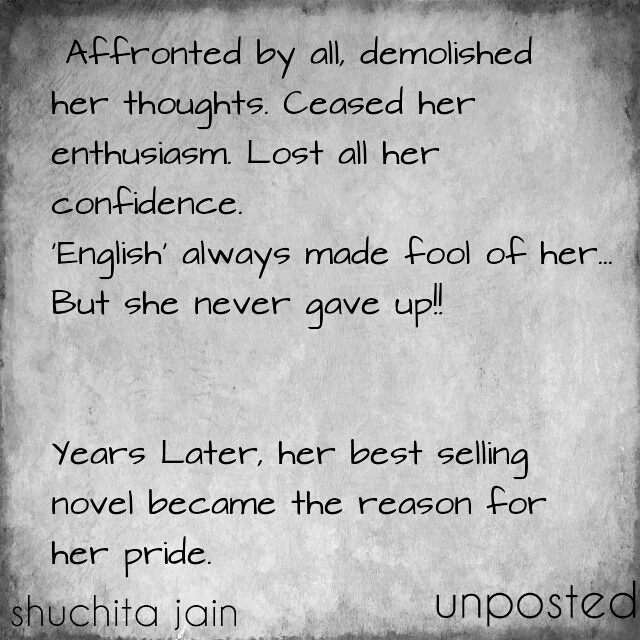 Affronted by all, demolished
her thoughts. Ceased her
enthusiasm. Lost all her
confidence.
'English' always made fool of her...
But she never gave up!!
Years Later, her best selling
novel became the reason for
her pride.
shuchita jain
unposted